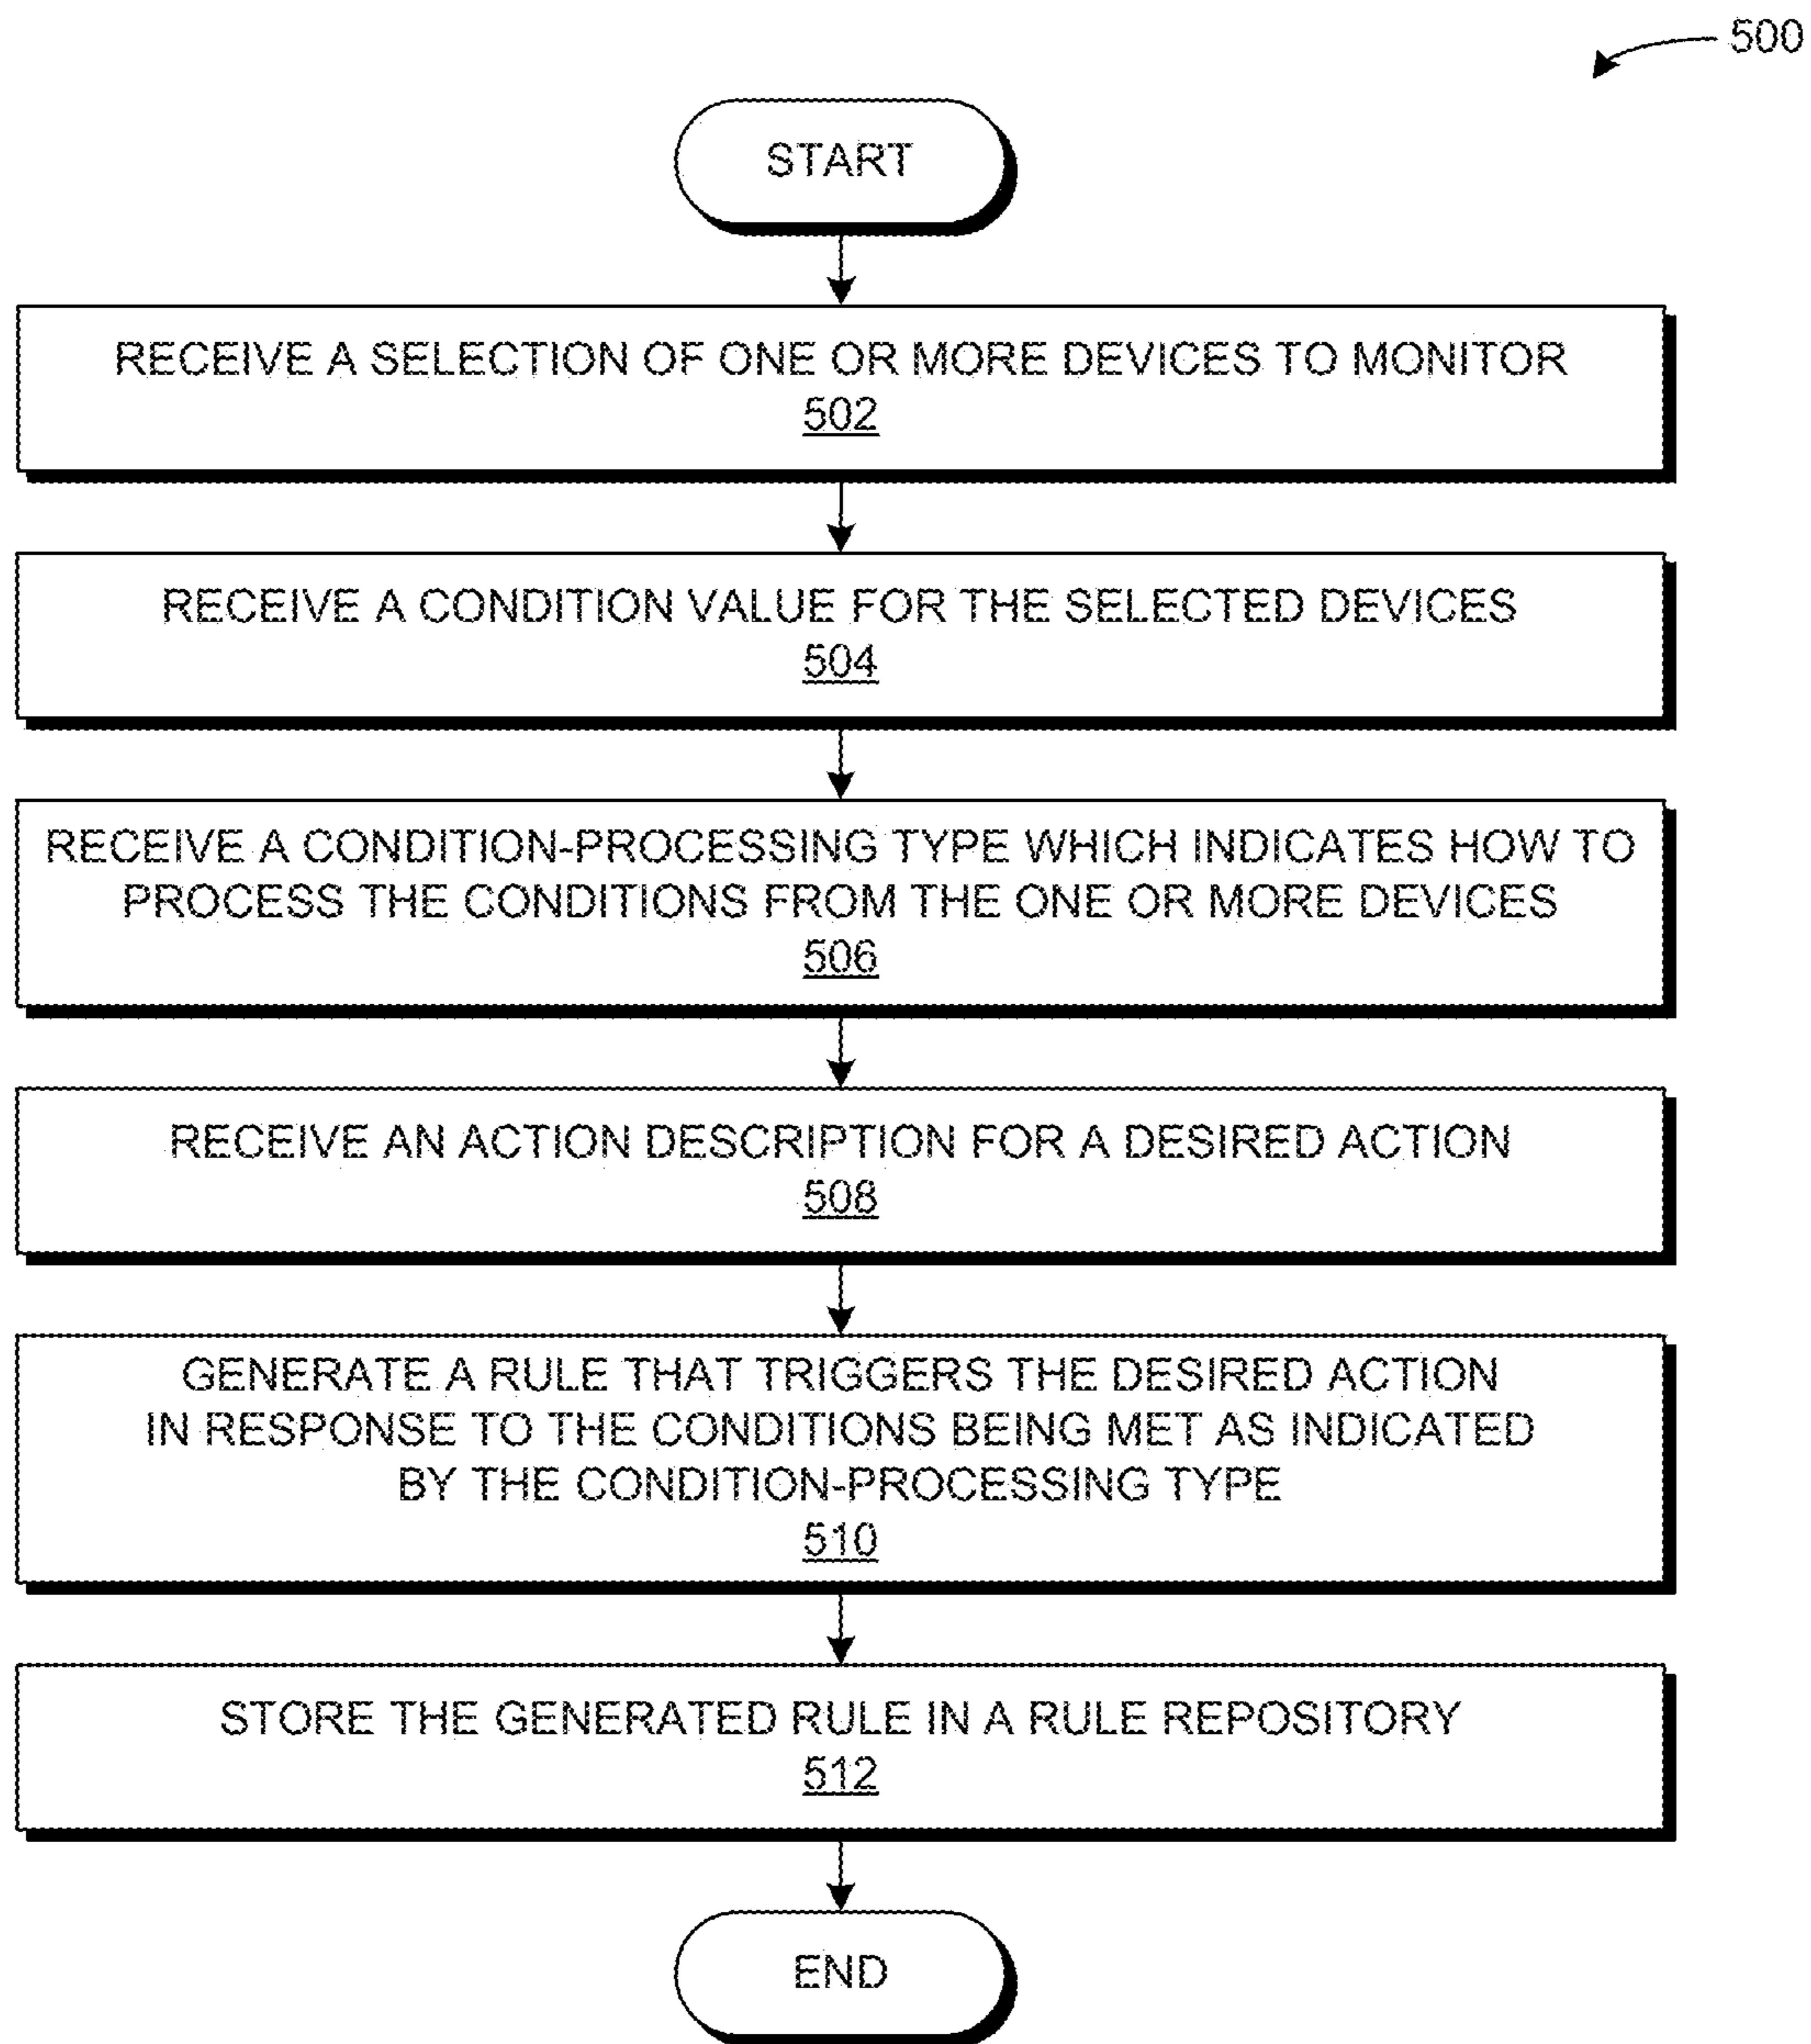 500
START
RECEIVE A SELECTION OF ONE OR MORE DEVICES TO MONITOR
502
RECEIVE A CONDITION VALUE FOR THE SELECTED DEVICES
504
RECEIVE A CONDITION-PROCESSING TYPE WHICH INDICATES HOW TO
PROCESS THE CONDITIONS FROM THE ONE OR MORE DEVICES
506
RECEIVE AN ACTION DESCRIPTION FOR A DESIRED ACTION
508
GENERATE A RULE THAT TRIGGERS THE DESIRED ACTION
IN RESPONSE TO THE CONDITIONS BEING MET AS INDICATED
BY THE CONDITION-PROCESSING TYPE
510
STORE THE GENERATED RULE IN A RULE REPOSITORY
512
END